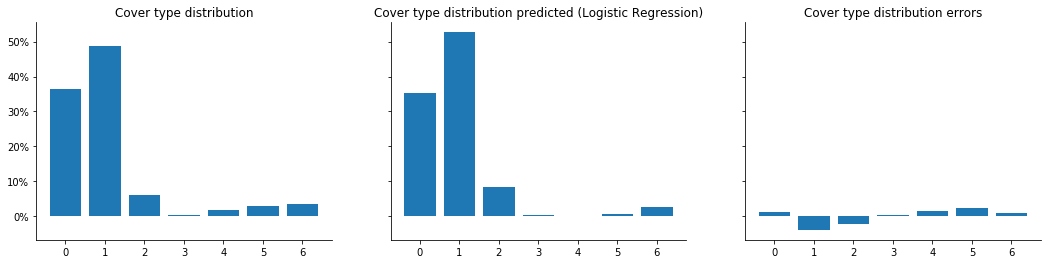 Cover type distribution
Cover type distribution predicted (Logistic Regression)
Cover type distribution errors
50%
40%
30%
20%
10%
0%
0 1 2 3 4 5 6
0 1 2 3 4 5 6
0 1 2 3 4 5 6